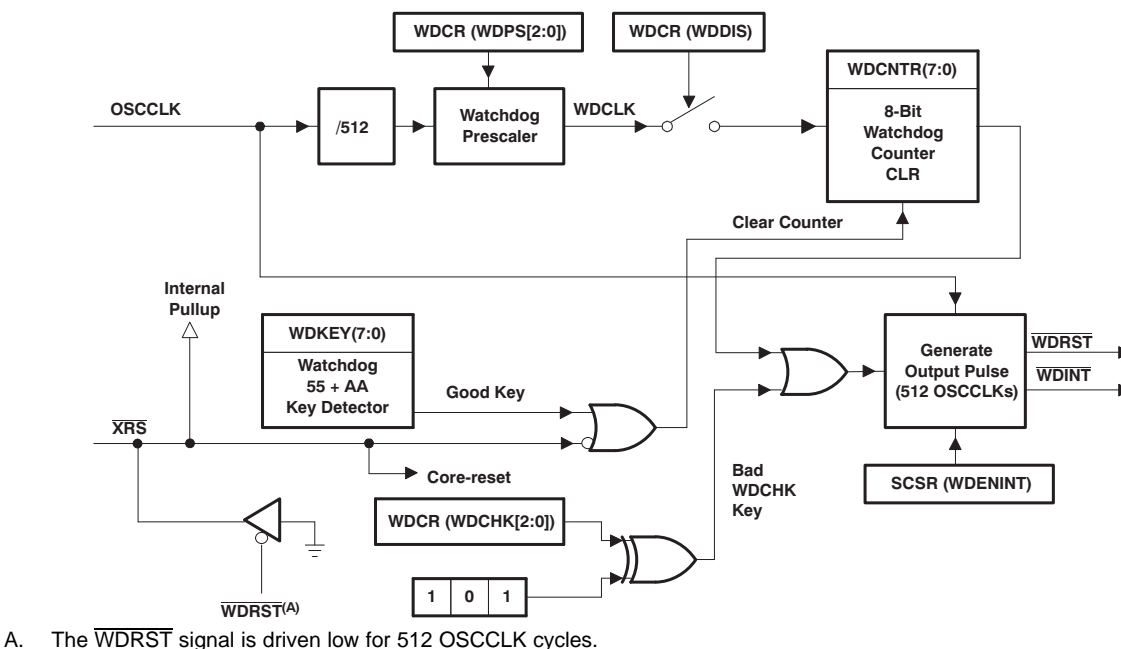 WDCR (WDPS[2:0])
WDCR (WDDIS)
WDCNTR(7:0)
OSCCLK
/512
Watchdog
Prescaler
WDCLK
8-Bit
Watchdog
Counter
CLR
Clear Counter
Internal
Pullup
WDKEY(7:0)
Watchdog
55 + AA
Key Detector
Good Key
Generate
Output Pulse
(512 OSCCLKs)
WDRST
WDINT
XRS
Core-reset
Bad
WDCHK
Key
SCSR (WDENINT)
WDCR (WDCHK[2:0])
1 0 1
WDRST(A)
A. The WDRST signal is driven low for 512 OSCCLK cycles.